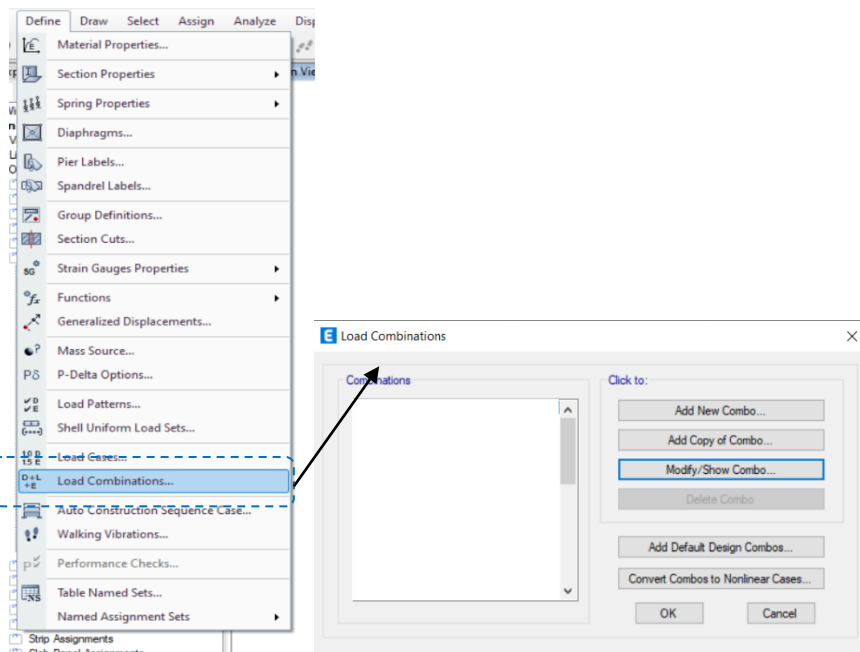 Define Draw Select Assign Analyze
Material Properties...
Section Properties
Spring Properties
Diaphragms...
Pier Labels...
Spandrel Labels...
Group Definitions...
Section Cuts...
SG Strain Gauges Properties
fx Functions
Generalized Displacements...
Mass Source...
Pδ P-Delta Options...
Load Patterns...
Shell Uniform Load Sets...
Load Cases...
D+L +E Load Combinations...
Auto Construction Sequence Case...
Walking Vibrations...
Performance Checks...
Table Named Sets...
Named Assignment Sets
Strip Assignments
E Load Combinations
Combinations
Click to:
Add New Combo...
Add Copy of Combo...
Modify/Show Combo...
Delete Combo
Add Default Design Combos...
Convert Combos to Nonlinear Cases...
OK Cancel